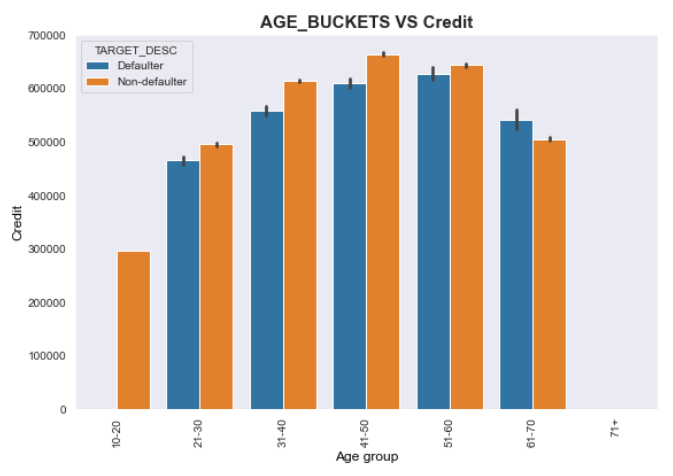 AGE_BUCKETS VS Credit
TARGET_DESC
Defaulter
Non-defaulter
Credit
700000
600000
500000
400000
300000
200000
100000
0
10-20
21-30
31-40
41-50
51-60
61-70
71+
Age group